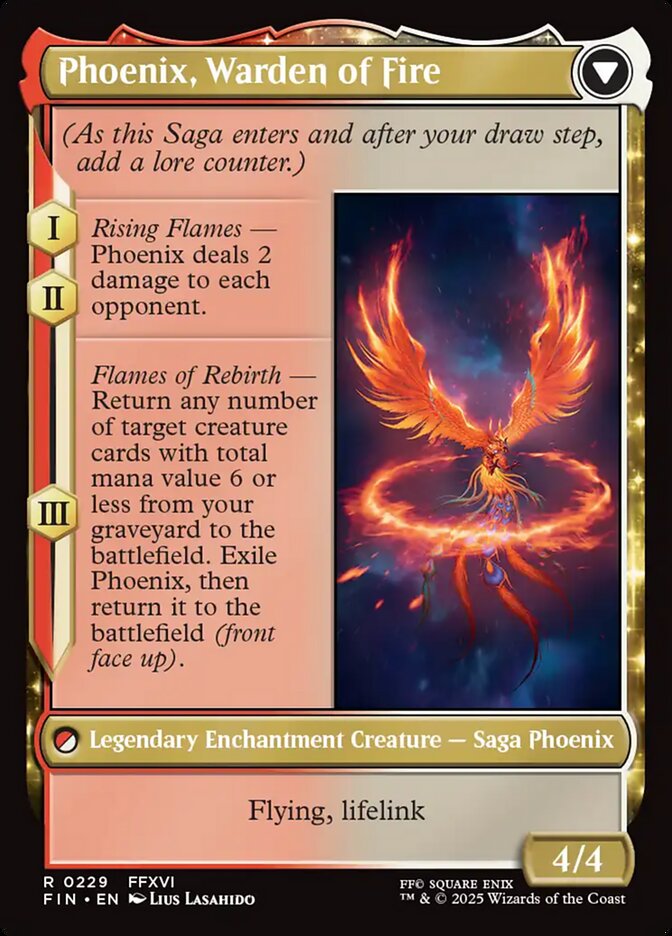 Phoenix, Warden of Fire
(As this Saga enters and after your draw step,
add a lore counter.)
I
II
Rising Flames —
Phoenix deals 2
damage to each
opponent.
III
Flames of Rebirth —
Return any number
of target creature
cards with total
mana value 6 or
less from your
graveyard to the
battlefield. Exile
Phoenix, then
return it to the
battlefield (front
face up).
Legendary Enchantment Creature — Saga Phoenix
Flying, lifelink
4/4
R 0229 FFXVI
FIN • EN Lius Lasahido
FF© SQUARE ENIX
™ & © 2025 Wizards of the Coast